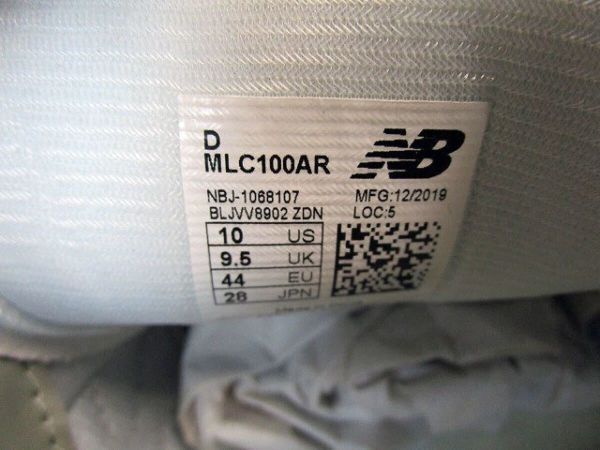 D
MLC100AR
NB
NBJ-1068107
MFG:12/2019
BLJVV8902 ZDN
LOC:5
10 US
9.5 UK
44 EU
28 JPN